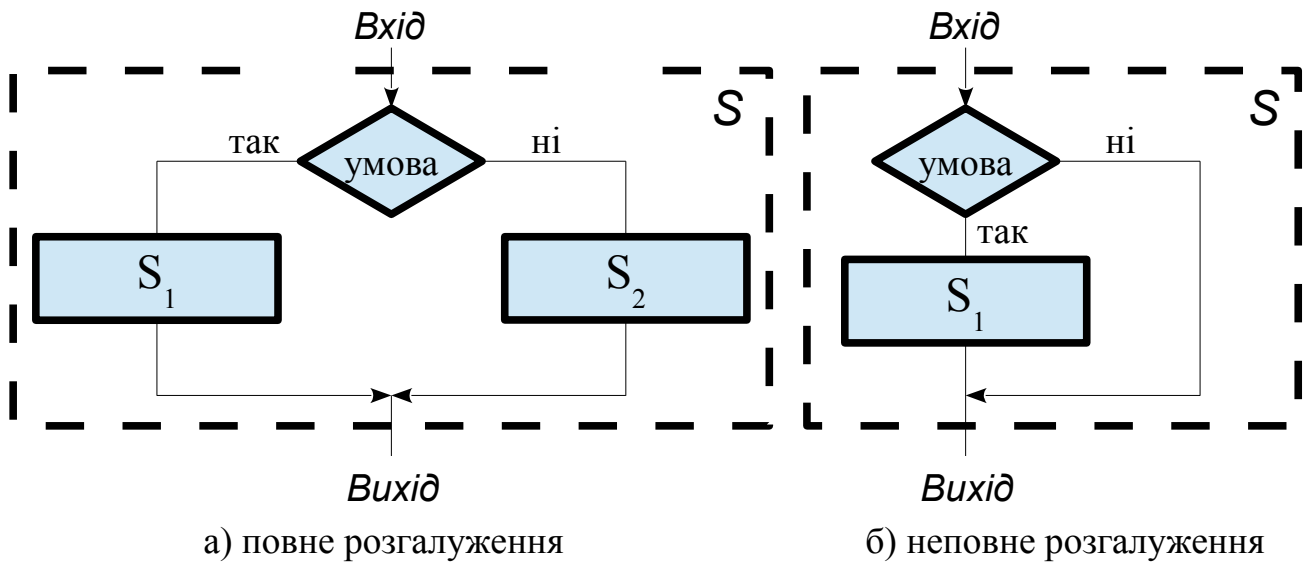 Вхід
S
так
умова
ні
S1
S2
Вихід
а) повне розгалуження
Вхід
S
умова
ні
так
S1
Вихід
б) неповне розгалуження